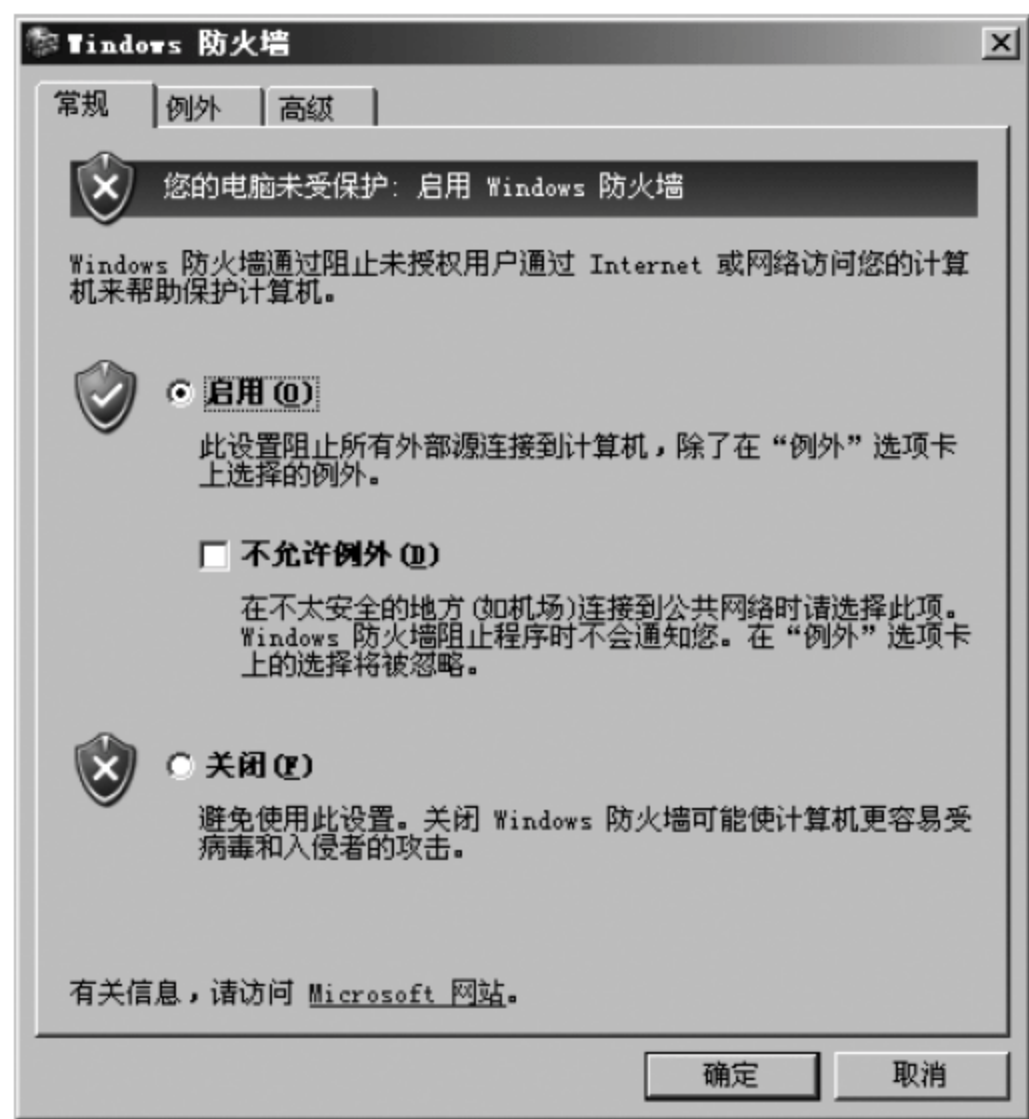 Windows 防火墙
常规 例外 高级
您的电脑未受保护: 启用 Windows 防火墙
Windows 防火墙通过阻止未授权用户通过 Internet 或网络访问您的计算
机来帮助保护计算机。
启用(O)
此设置阻止所有外部源连接到计算机，除了在“例外”选项卡
上选择的例外。
不允许例外(D)
在不太安全的地方(如机场)连接到公共网络时请选择此项。
Windows 防火墙阻止程序时不会通知您。在“例外”选项卡
上的选择将被忽略。
关闭(F)
避免使用此设置。关闭 Windows 防火墙可能使计算机更容易受
病毒和入侵者的攻击。
有关信息，请访问 Microsoft 网站。
确定 取消